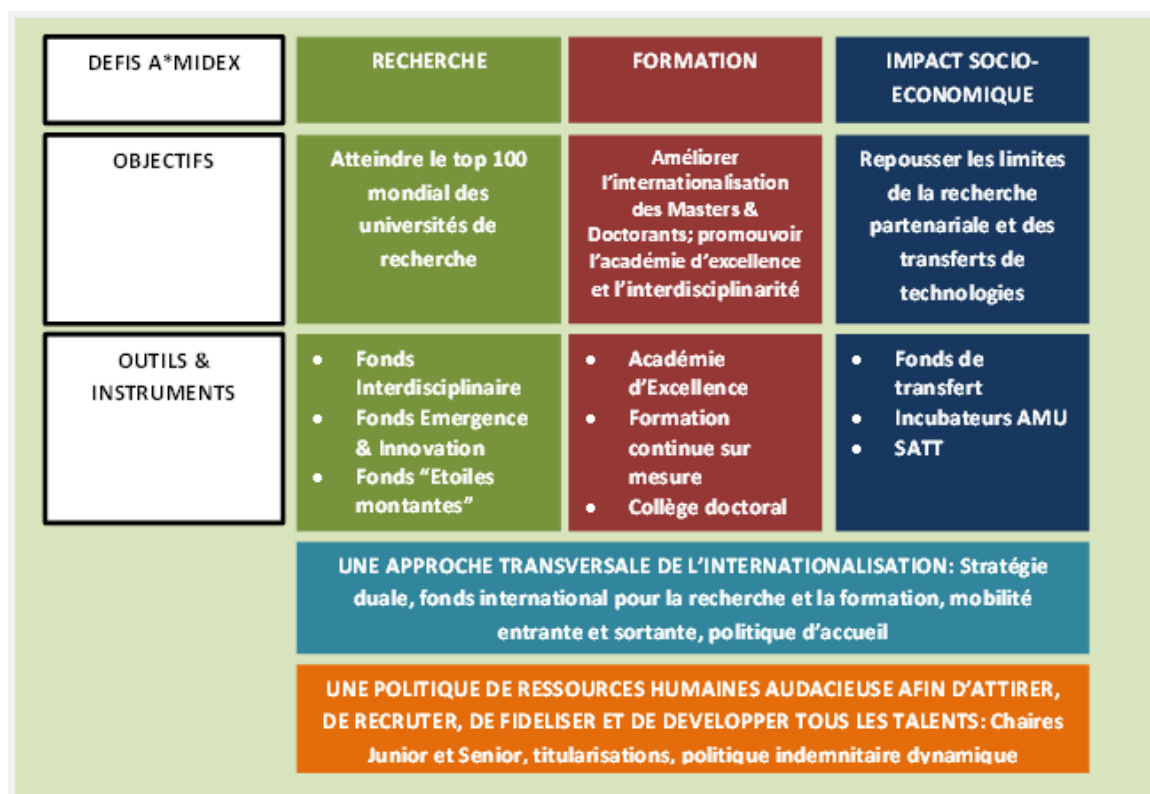 DEFIS A*MIDEX
RECHERCHE
FORMATION
IMPACT SOCIO-
ECONOMIQUE
OBJECTIFS
Atteindre le top 100
mondial des
universités de
recherche
Améliorer
l'internationalisation
des Masters &
Doctorants; promouvoir
l'académie d'excellence
et l'interdisciplinarité
Repousser les limites
de la recherche
partenariale et des
transferts de
technologies
OUTILS &
INSTRUMENTS
• Fonds
Interdisciplinaire
• Fonds Emergence
& Innovation
• Fonds "Etoiles
montantes"
• Académie
d'Excellence
• Formation
continue sur
mesure
• Collège doctoral
• Fonds de
transfert
• Incubateurs AMU
• SATT
UNE APPROCHE TRANSVERSALE DE L'INTERNATIONALISATION: Stratégie
duale, fonds international pour la recherche et la formation, mobilité
entrante et sortante, politique d'accueil
UNE POLITIQUE DE RESSOURCES HUMAINES AUDACIEUSE AFIN D'ATTIRER,
DE RECRUTER, DE FIDELISER ET DE DEVELOPPER TOUS LES TALENTS: Chaires
Junior et Senior, titularisations, politique indemnitaire dynamique